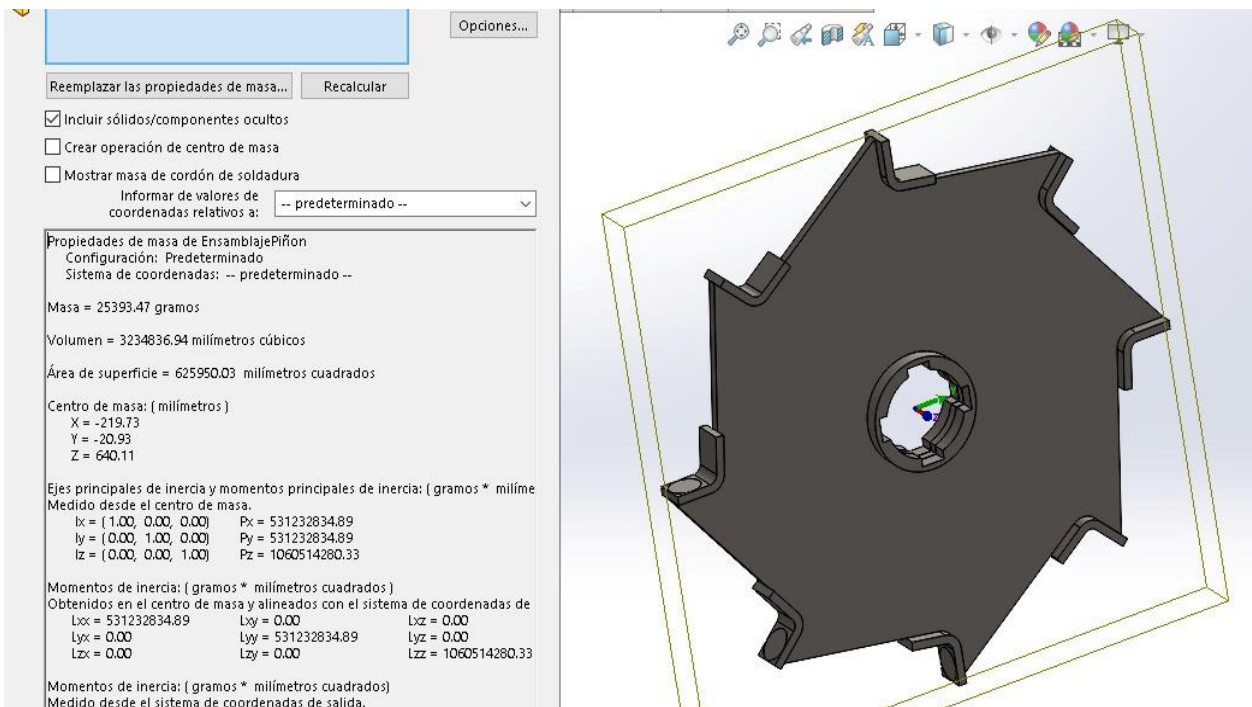 Opciones...
Reemplazar las propiedades de masa...
Recalcular
Incluir sólidos/componentes ocultos
Crear operación de centro de masa
Mostrar masa de cordón de soldadura
Informar de valores de
coordenadas relativos a:
-- predeterminado --
Propiedades de masa de EnsamblajePiñon
Configuración: Predeterminado
Sistema de coordenadas: -- predeterminado --
Masa = 25393.47 gramos
Volumen = 3234836.94 milímetros cúbicos
Área de superficie = 625950.03 milímetros cuadrados
Centro de masa: ( milímetros )
X = -219.73
Y = -20.93
Z = 640.11
Ejes principales de inercia y momentos principales de inercia: ( gramos * milíme
Medido desde el centro de masa.
Ix = ( 1.00, 0.00, 0.00) Px = 531232834.89
Iy = ( 0.00, 1.00, 0.00) Py = 531232834.89
Iz = ( 0.00, 0.00, 1.00) Pz = 1060514280.33
Momentos de inercia: ( gramos * milímetros cuadrados )
Obtenidos en el centro de masa y alineados con el sistema de coordenadas de
Lxx = 531232834.89 Lxy = 0.00 Lxz = 0.00
Lyx = 0.00 Lyy = 531232834.89 Lyz = 0.00
Lzx = 0.00 Lzy = 0.00 Lzz = 1060514280.33
Momentos de inercia: ( gramos * milímetros cuadrados)
Medido desde el sistema de coordenadas de salida.